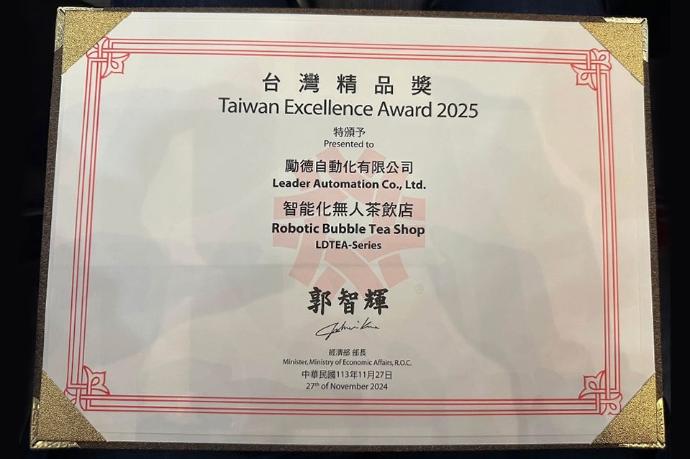 台灣精品獎
Taiwan Excellence Award 2025
特頒予
Presented to
勵德自動化有限公司
Leader Automation Co., Ltd.
智能化無人茶飲店
Robotic Bubble Tea Shop
LDTEA-Series
郭智輝
經濟部 部長
Minister, Ministry of Economic Affairs, R.O.C.
中華民國113年11月27日
27th of November 2024